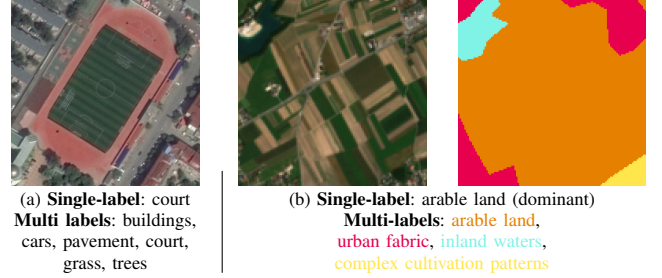 (a) Single-label: court
Multi labels: buildings,
cars, pavement, court,
grass, trees
(b) Single-label: arable land (dominant)
Multi-labels: arable land,
urban fabric, inland waters,
complex cultivation patterns